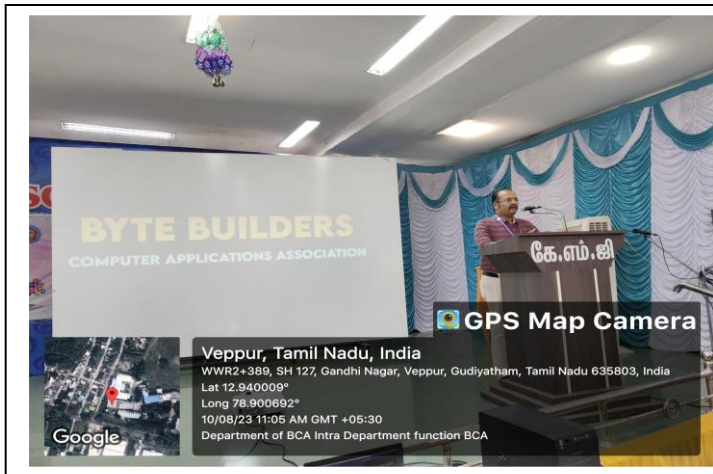 BYTE BUILDERS
COMPUTER APPLICATIONS ASSOCIATION
கே.எம்.ஜி
GPS Map Camera
Veppur, Tamil Nadu, India
WWR2+389, SH 127, Gandhi Nagar, Veppur, Gudiyatham, Tamil Nadu 635803, India
Lat 12.940009°
Long 78.900692°
10/08/23 11:05 AM GMT +05:30
Department of BCA Intra Department function BCA
Google